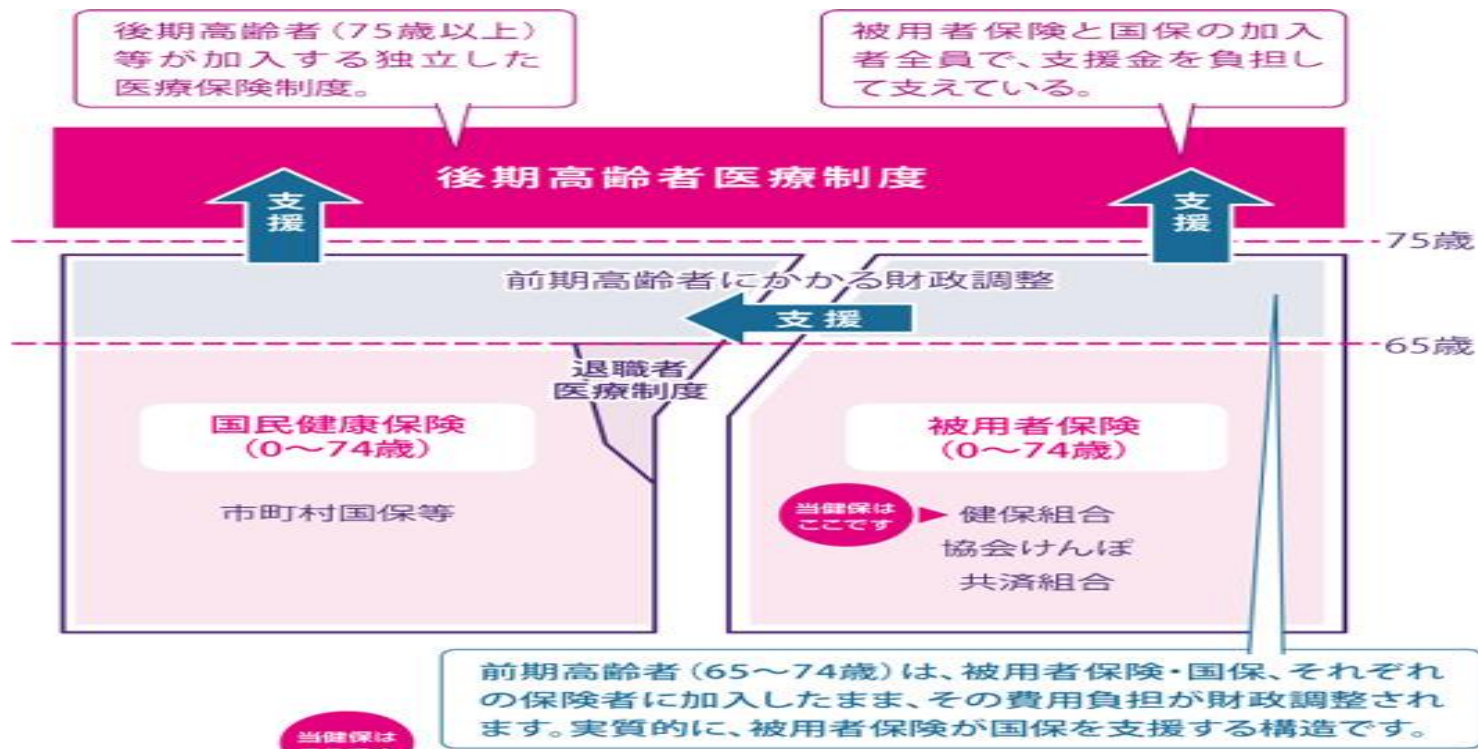 後期高齢者(75歳以上)
等が加入する独立した
医療保険制度。
被用者保険と国保の加入
者全員で、支援金を負担し
て支えている。
後期高齢者医療制度
支援
支援
75歳
前期高齢者にかかる財政調整
支援
65歳
退職者
医療制度
国民健康保険
(0〜74歳)
市町村国保等
被用者保険
(0〜74歳)
当健保は
ここです
健保組合
協会けんぽ
共済組合
前期高齢者(65〜74歳)は、被用者保険・国保、それぞれ
の保険者に加入したまま、その費用負担が財政調整され
ます。実質的に、被用者保険が国保を支援する構造です。
当健保は